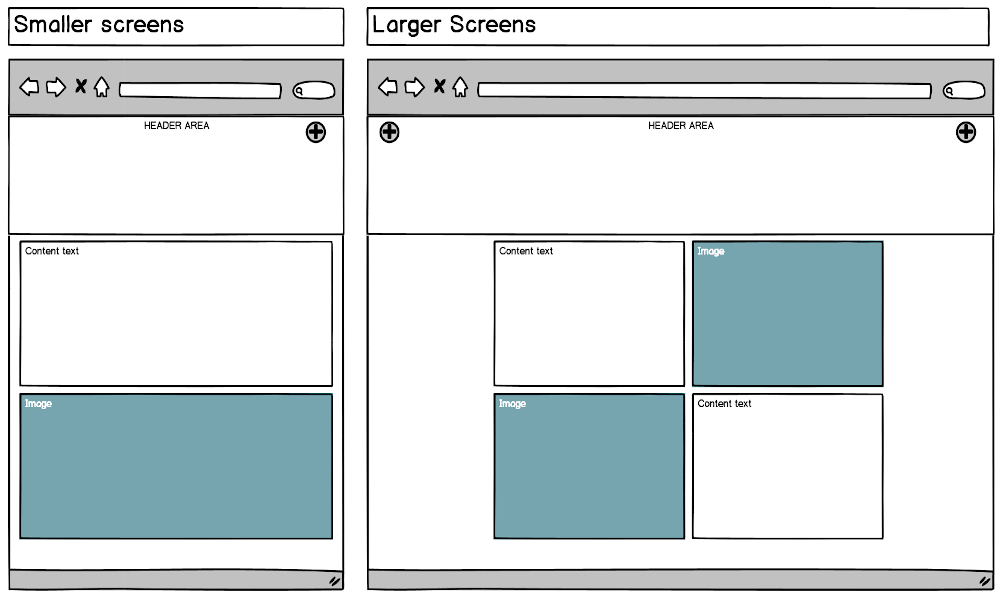 Smaller screens
Larger Screens
HEADER AREA
HEADER AREA
Content text
Image
Content text
Image
Image
Content text